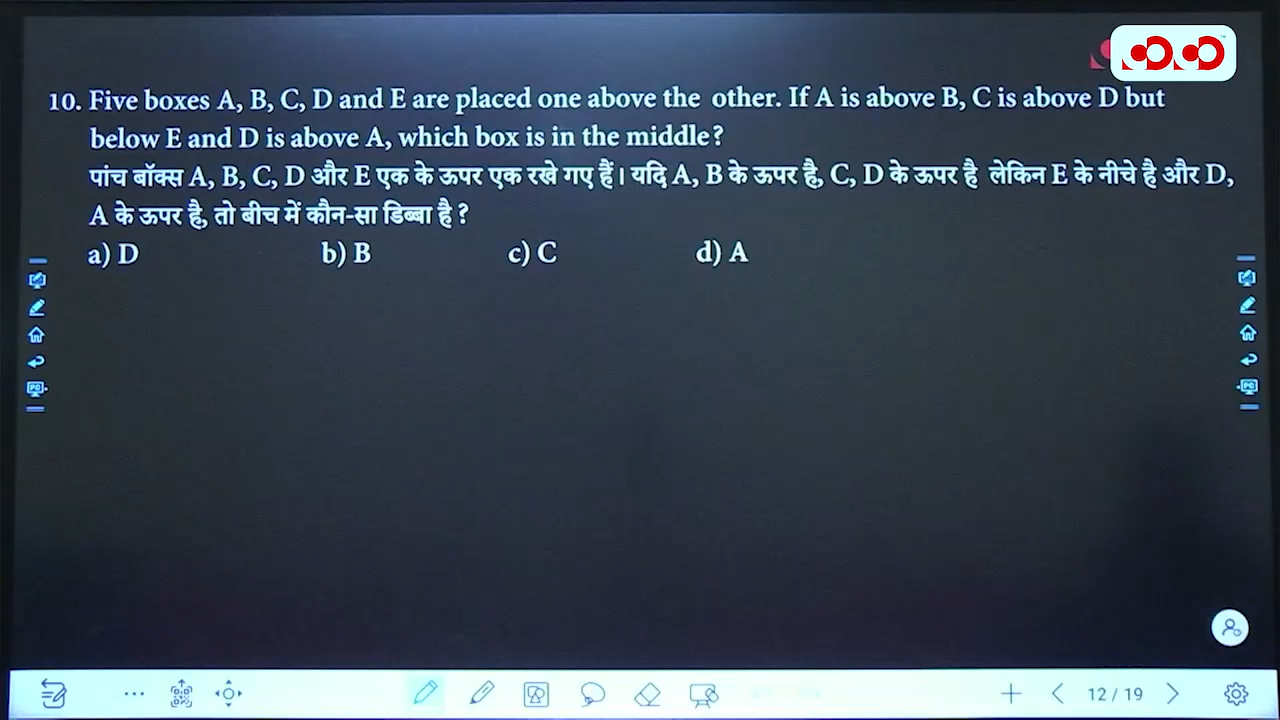 10. Five boxes A, B, C, D and E are placed one above the other. If A is above B, C is above D but
below E and D is above A, which box is in the middle?
पांच बॉक्स A, B, C, D और E एक के ऊपर एक रखे गए हैं। यदि A, B के ऊपर है, C, D के ऊपर है लेकिन E के नीचे है और D,
A के ऊपर है, तो बीच में कौन-सा डिब्बा है ?
a) D b) B c) C d) A
12 / 19